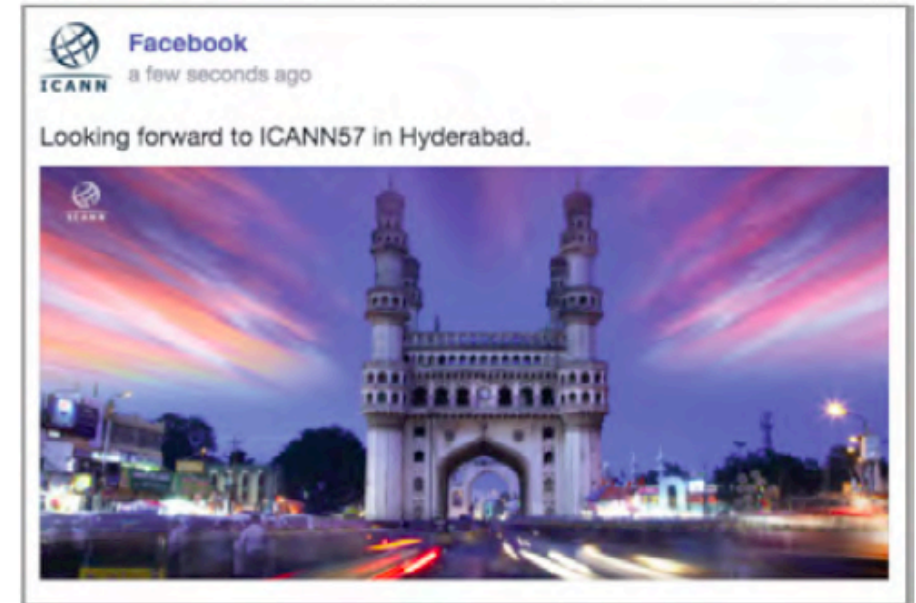 ICANN
Facebook
a few seconds ago
Looking forward to ICANN57 in Hyderabad.
ICANN